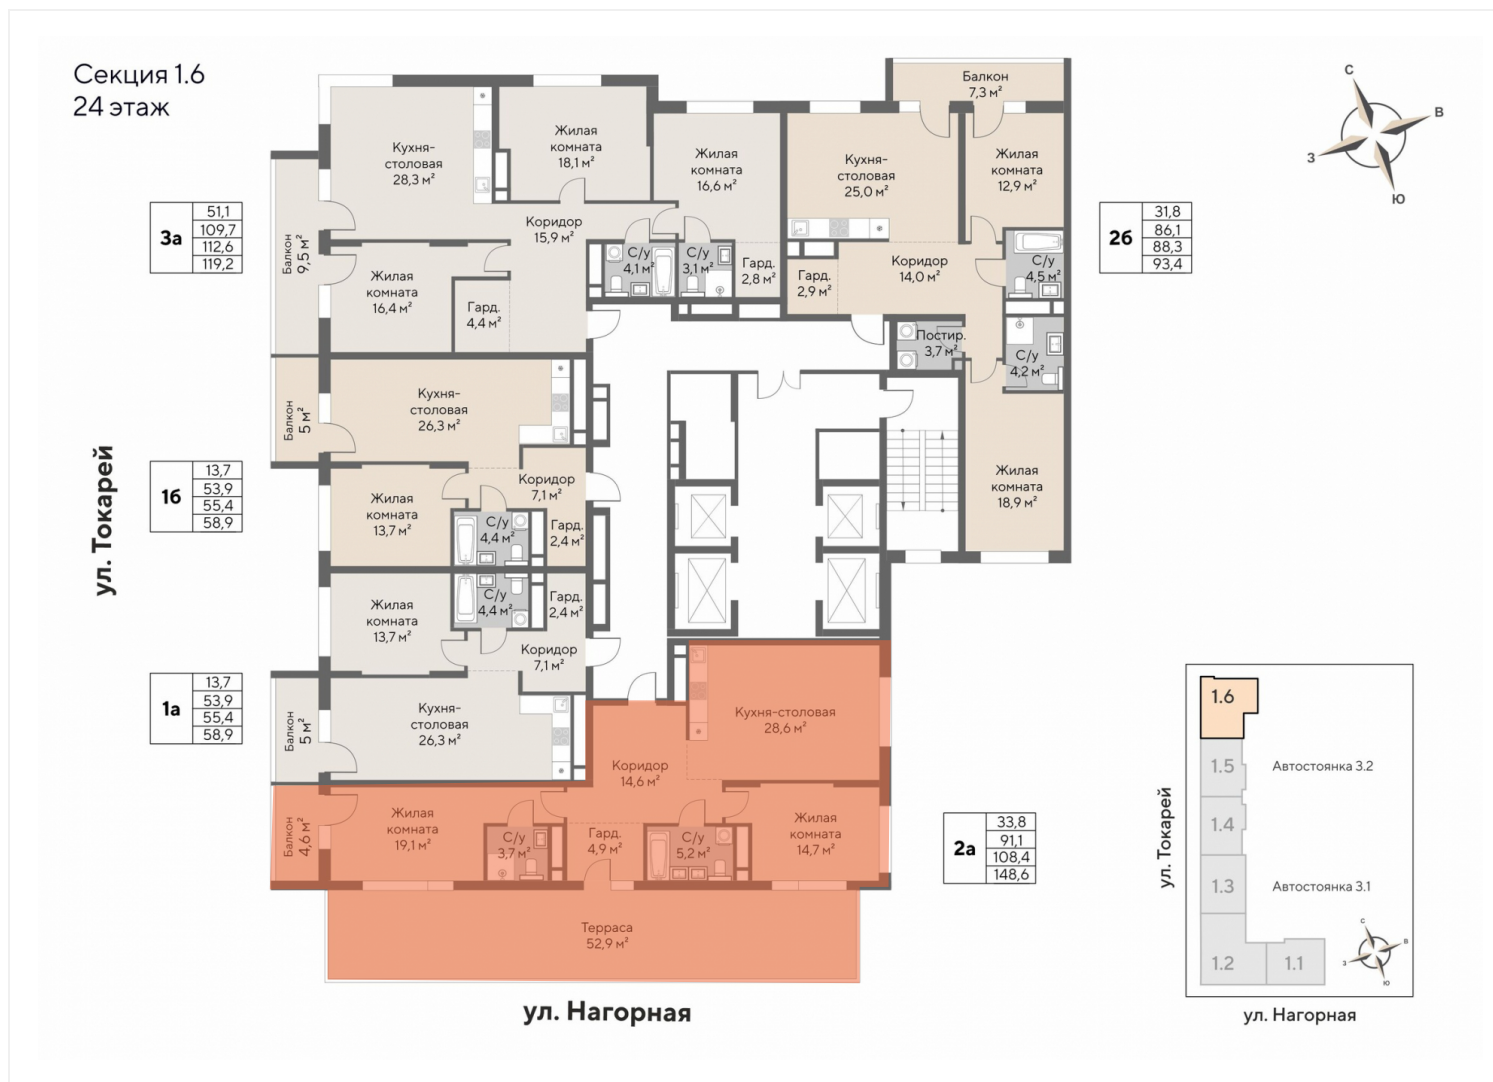 Секция 1.6
24 этаж
Балкон
7,3 м²
С
В
З
Ю
Кухня-
столовая
28,3 м²
Жилая
комната
18,1 м²
Жилая
комната
16,6 м²
Кухня-
столовая
25,0 м²
Жилая
комната
12,9 м²
3а
51,1
109,7
112,6
119,2
Балкон
9,5 м²
Коридор
15,9 м²
С/у
4,1 м²
С/у
3,1 м²
Гард.
2,8 м²
Гард.
2,9 м²
Коридор
14,0 м²
С/у
4,5 м²
2б
31,8
86,1
88,3
93,4
Жилая
комната
16,4 м²
Гард.
4,4 м²
Постир.
3,7 м²
С/у
4,2 м²
Балкон
5 м²
Кухня-
столовая
26,3 м²
Жилая
комната
18,9 м²
ул. Токарей
1б
13,7
53,9
55,4
58,9
Жилая
комната
13,7 м²
Коридор
7,1 м²
С/у
4,4 м²
Гард.
2,4 м²
Жилая
комната
13,7 м²
С/у
4,4 м²
Гард.
2,4 м²
Коридор
7,1 м²
1а
13,7
53,9
55,4
58,9
Балкон
5 м²
Кухня-
столовая
26,3 м²
Кухня-столовая
28,6 м²
Коридор
14,6 м²
Балкон
4,6 м²
Жилая
комната
19,1 м²
С/у
3,7 м²
Гард.
4,9 м²
С/у
5,2 м²
Жилая
комната
14,7 м²
2а
33,8
91,1
108,4
148,6
Терраса
52,9 м²
ул. Нагорная
1.6
1.5
Автостоянка 3.2
1.4
ул. Токарей
1.3
Автостоянка 3.1
1.2
1.1
С
В
З
Ю
ул. Нагорная